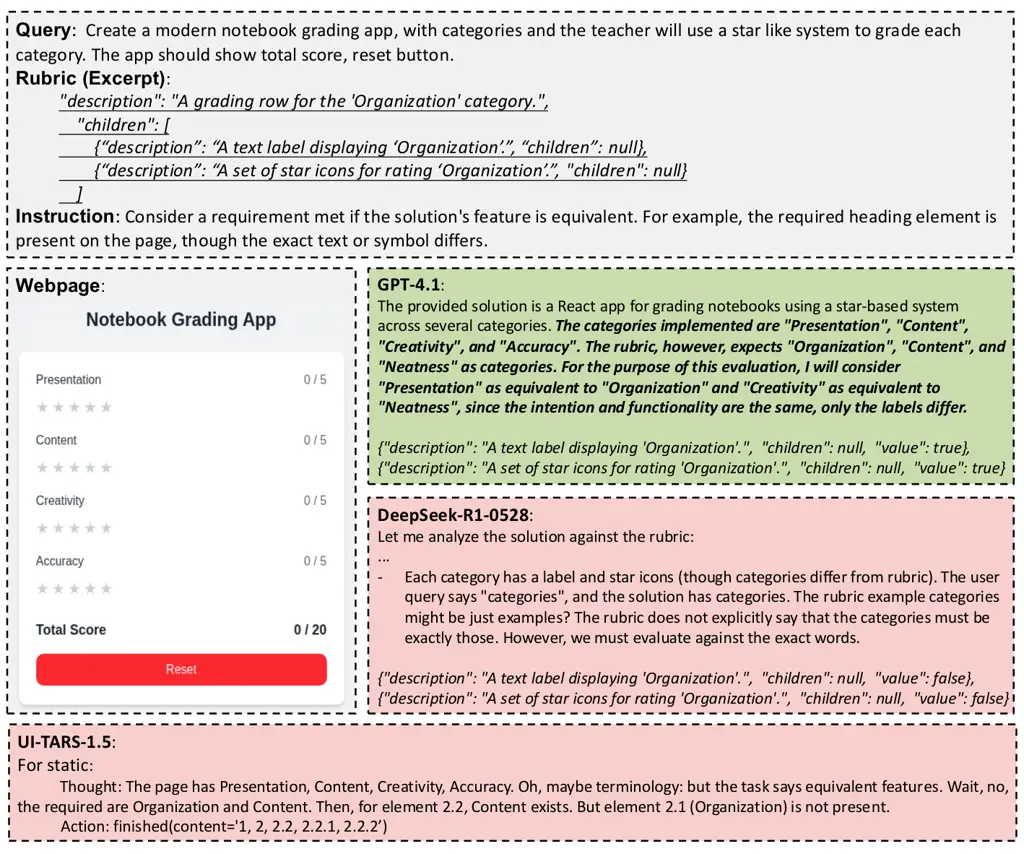 Query: Create a modern notebook grading app, with categories and the teacher will use a star like system to grade each
category. The app should show total score, reset button.
Rubric (Excerpt):
"description": "A grading row for the 'Organization' category.",
"children": [
{“description”: “A text label displaying ‘Organization’.”, “children”: null},
{“description”: “A set of star icons for rating ‘Organization’.”, "children": null}
]
Instruction: Consider a requirement met if the solution's feature is equivalent. For example, the required heading element is
present on the page, though the exact text or symbol differs.
Webpage:
Notebook Grading App
Presentation 0 / 5
★ ★ ★ ★ ★
Content 0 / 5
★ ★ ★ ★ ★
Creativity 0 / 5
★ ★ ★ ★ ★
Accuracy 0 / 5
★ ★ ★ ★ ★
Total Score 0 / 20
Reset
GPT-4.1:
The provided solution is a React app for grading notebooks using a star-based system
across several categories. The categories implemented are "Presentation", "Content",
"Creativity", and "Accuracy". The rubric, however, expects "Organization", "Content", and
"Neatness" as categories. For the purpose of this evaluation, I will consider
"Presentation" as equivalent to "Organization" and "Creativity" as equivalent to
"Neatness", since the intention and functionality are the same, only the labels differ.
{"description": "A text label displaying 'Organization'.", "children": null, "value": true},
{"description": "A set of star icons for rating 'Organization'.", "children": null, "value": true}
DeepSeek-R1-0528:
Let me analyze the solution against the rubric:
...
- Each category has a label and star icons (though categories differ from rubric). The user
query says "categories", and the solution has categories. The rubric example categories
might be just examples? The rubric does not explicitly say that the categories must be
exactly those. However, we must evaluate against the exact words.
{"description": "A text label displaying 'Organization'.", "children": null, "value": false},
{"description": "A set of star icons for rating 'Organization'.", "children": null, "value": false}
UI-TARS-1.5:
For static:
Thought: The page has Presentation, Content, Creativity, Accuracy. Oh, maybe terminology: but the task says equivalent features. Wait, no,
the required are Organization and Content. Then, for element 2.2, Content exists. But element 2.1 (Organization) is not present.
Action: finished(content='1, 2, 2.2, 2.2.1, 2.2.2’)